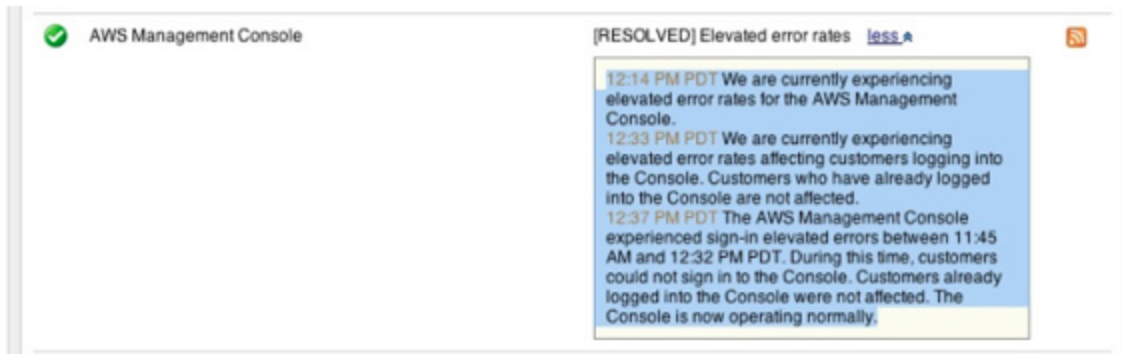 AWS Management Console
[RESOLVED] Elevated error rates less
12:14 PM PDT We are currently experiencing
elevated error rates for the AWS Management
Console.
12:33 PM PDT We are currently experiencing
elevated error rates affecting customers logging into
the Console. Customers who have already logged
into the Console are not affected.
12:37 PM PDT The AWS Management Console
experienced sign-in elevated errors between 11:45
AM and 12:32 PM PDT. During this time, customers
could not sign in to the Console. Customers already
logged into the Console were not affected. The
Console is now operating normally.